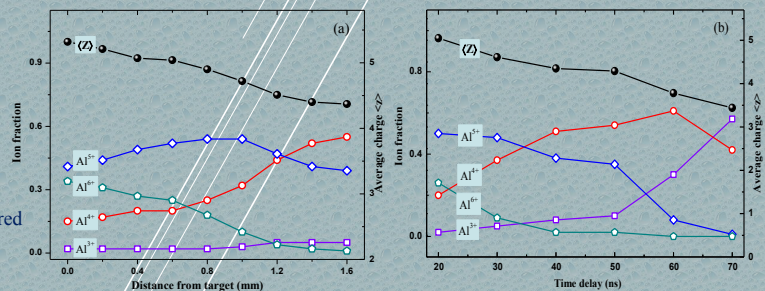 (a)
⟨Z⟩
0.9
0.6
0.3
0.0
Ion fraction
Al5+
Al6+
Al4+
Al3+
5
4
3
2
Average charge <z>
0.0 0.4 0.8 1.2 1.6
Distance from target (mm)
red
(b)
⟨Z⟩
0.8
0.4
0.0
Ion fraction
Al5+
Al4+
Al6+
Al3+
5
4
3
2
1
0
Average charge <z>
20 30 40 50 60 70
Time delay (ns)